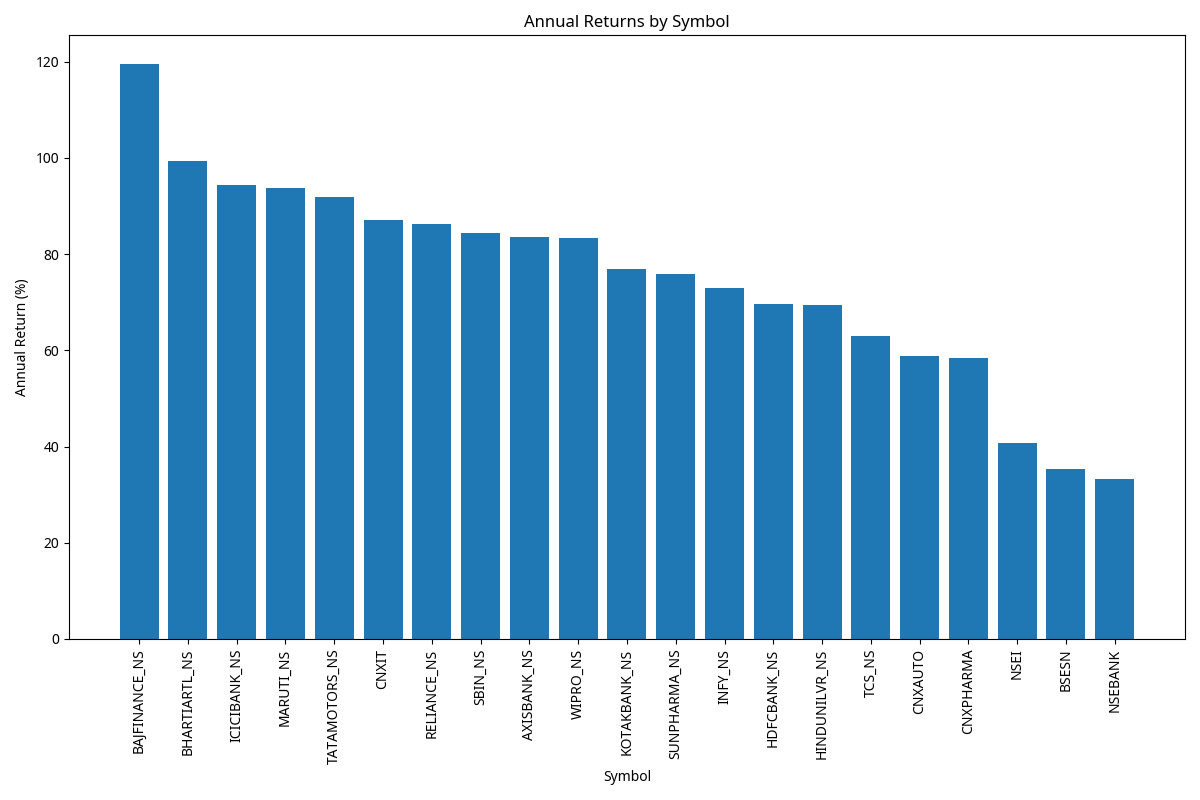 Annual Returns by Symbol
Annual Return (%)
120
100
80
60
40
20
0
BAJFINANCE_NS
BHARTIARTL_NS
ICICIBANK_NS
MARUTI_NS
TATAMOTORS_NS
CNXIT
RELIANCE_NS
SBIN_NS
AXISBANK_NS
WIPRO_NS
KOTAKBANK_NS
SUNPHARMA_NS
INFY_NS
HDFCBANK_NS
HINDUNILVR_NS
TCS_NS
CNXAUTO
CNXPHARMA
NSEI
BSESN
NSEBANK
Symbol